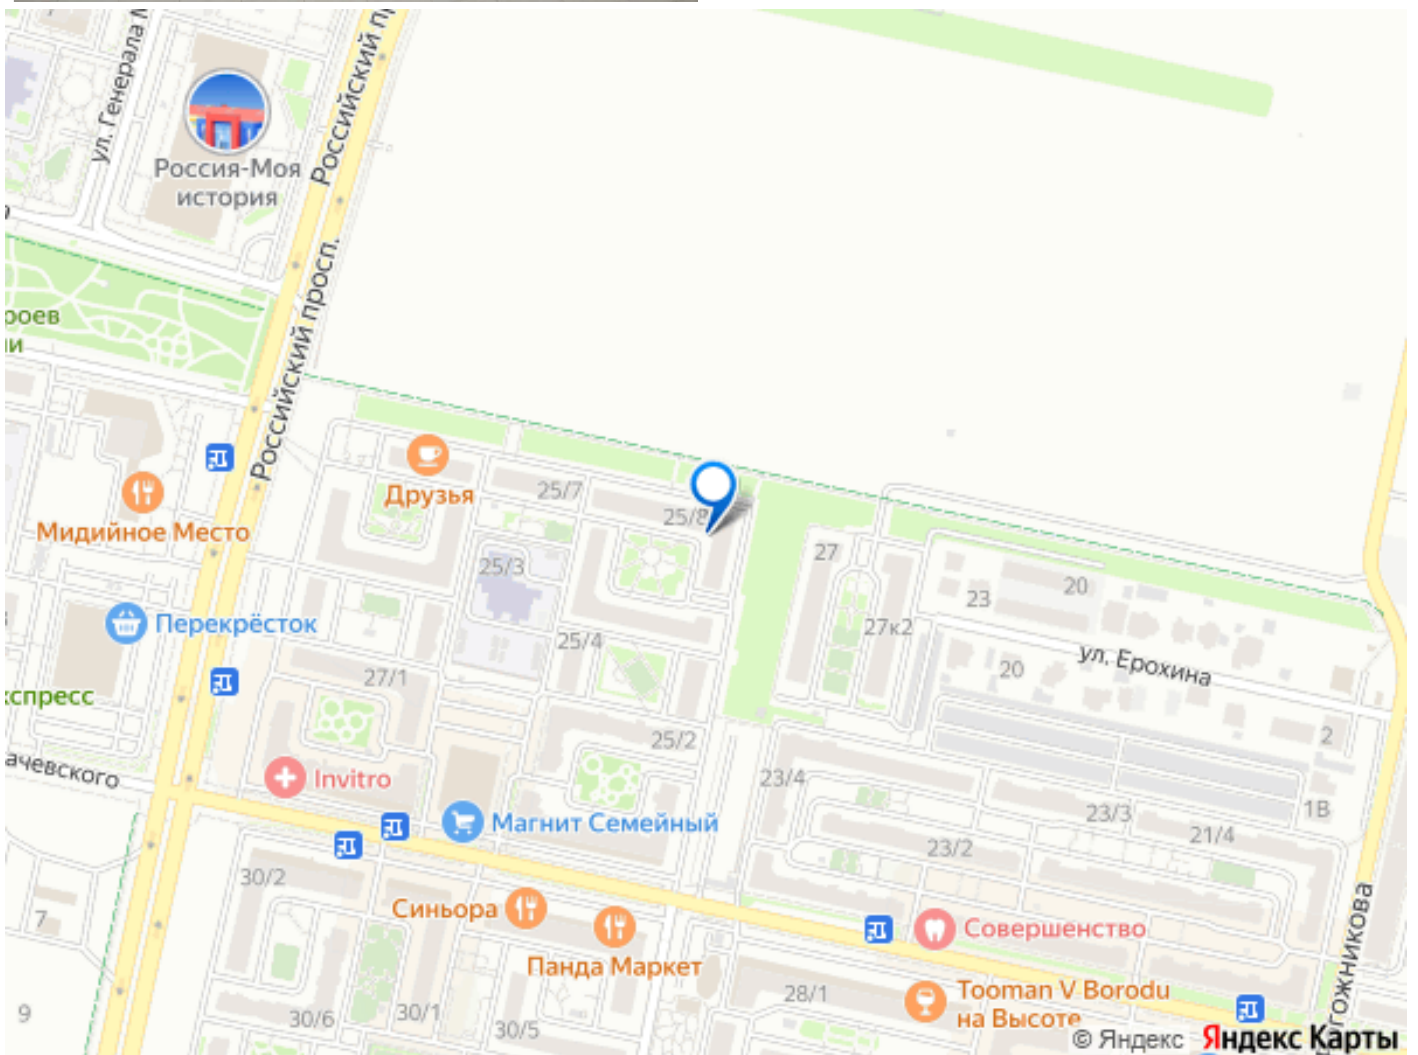 ул. Генерала М
Российский пр
Россия-Моя
история
Российский просп.
роев
ии
Российский просп.
Друзья
25/7
25/8
Мидийное Место
25/3
27
23
20
27к2
Перекрёсток
25/4
20
ул. Ерохина
27/1
кспресс
25/2
2
ачевского
Invitro
23/4
1В
23/3
Магнит Семейный
21/4
23/2
30/2
7
Синьора
Совершенство
Панда Маркет
гожникова
28/1
Tooman V Borodu
на Высоте
9
30/6
30/1
30/5
© Яндекс Яндекс Карты